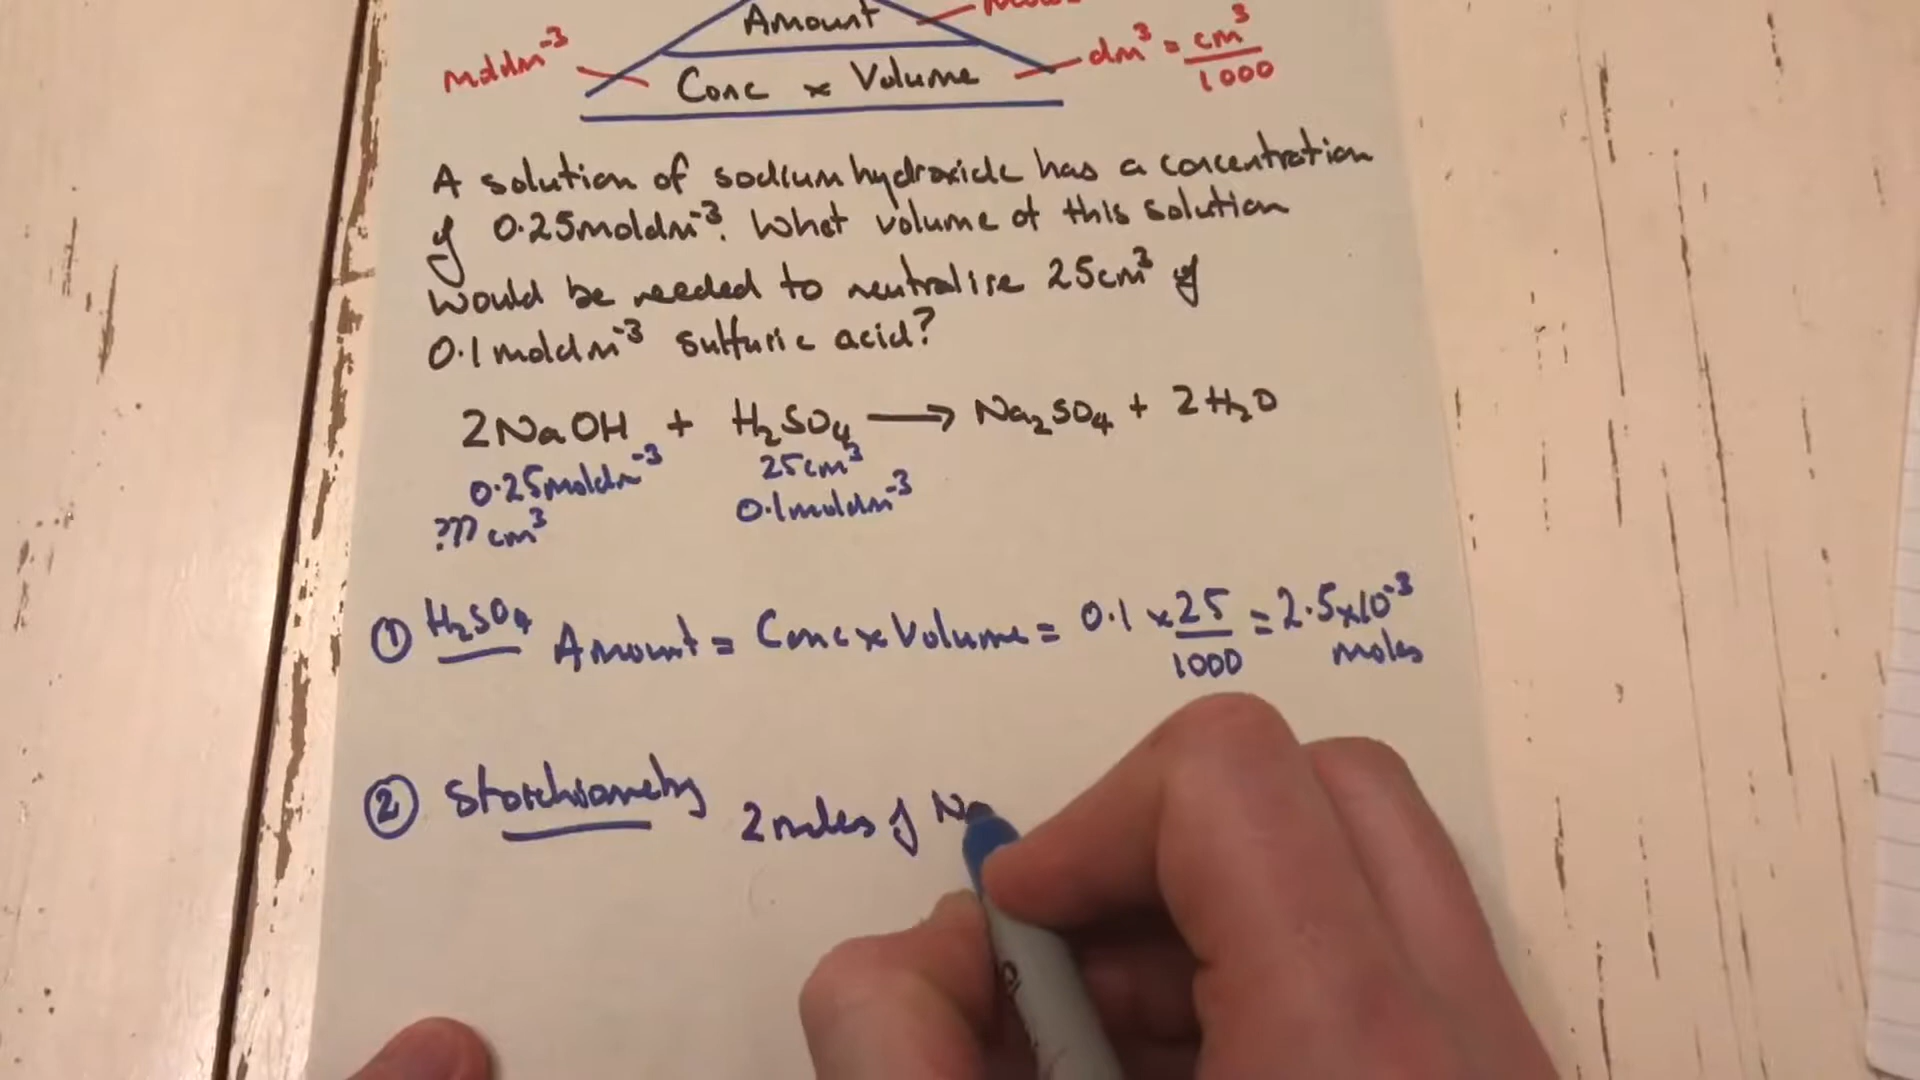 Amount
moldm⁻³
Conc × Volume
dm³ = cm³
1000
A solution of sodium hydroxide has a concentration
of 0.25moldm⁻³. What volume of this solution
would be needed to neutralise 25cm³ of
0.1moldm⁻³ sulfuric acid?
2NaOH + H₂SO₄ ⟶ Na₂SO₄ + 2H₂O
0.25moldm⁻³ 25cm³
??? cm³ 0.1moldm⁻³
① H₂SO₄ Amount = Conc × Volume = 0.1 × 25 = 2.5×10⁻³
1000 moles
② Stoichiometry 2 moles of Na